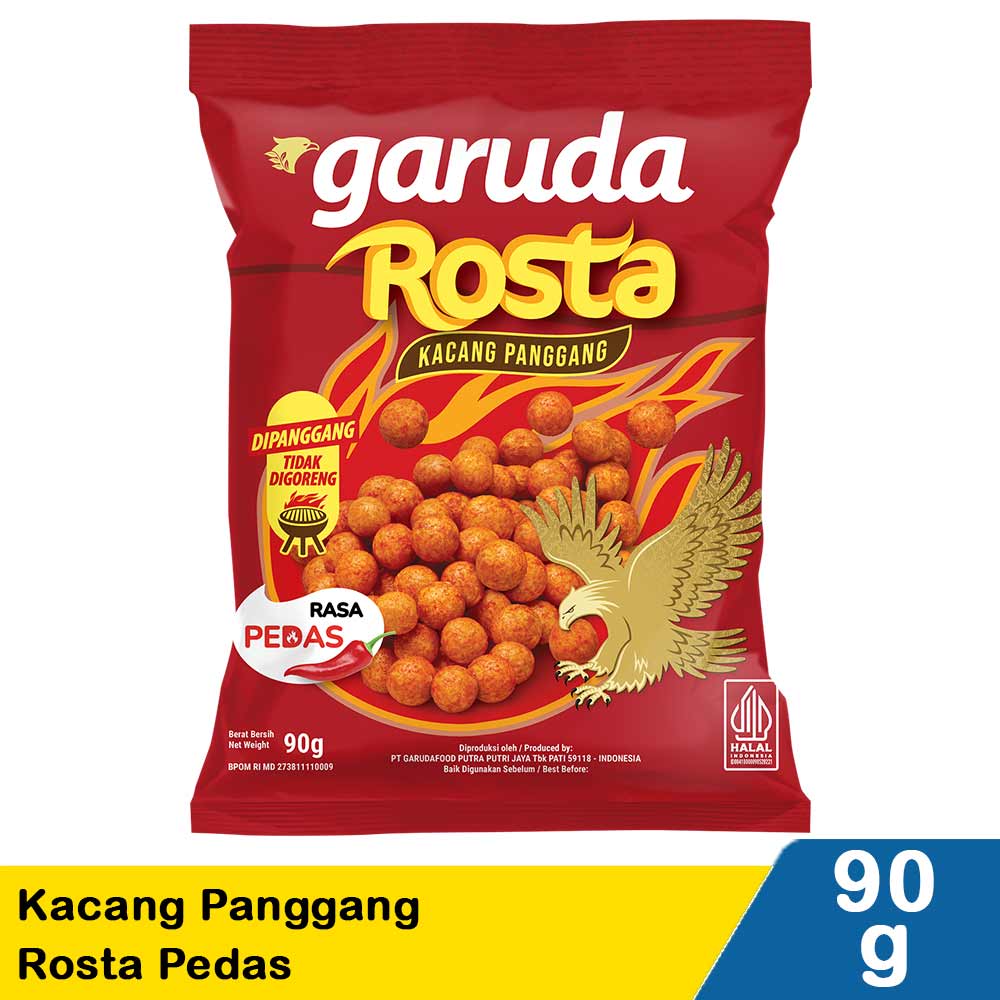 garuda
Rosta
KACANG PANGGANG
DIPANGGANG
TIDAK
DIGORENG
RASA
PEDAS
Berat Bersih
Net Weight 90g
BPOM RI MD 273811110009
Diproduksi oleh / Produced by:
PT GARUDAFOOD PUTRA PUTRI JAYA Tbk PATI 59118 - INDONESIA
Baik Digunakan Sebelum / Best Before:
HALAL
INDONESIA
Kacang Panggang
Rosta Pedas
90
g